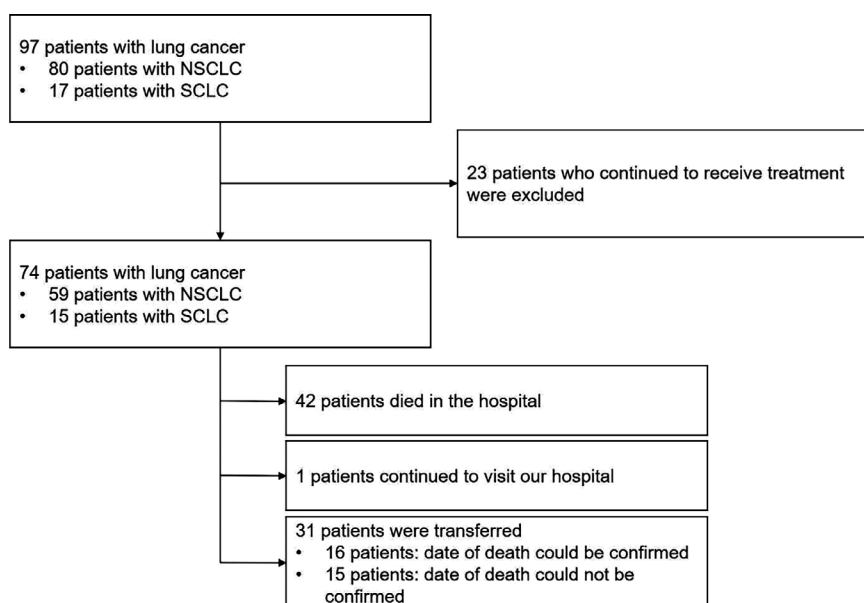 97 patients with lung cancer
• 80 patients with NSCLC
• 17 patients with SCLC
23 patients who continued to receive treatment
were excluded
74 patients with lung cancer
• 59 patients with NSCLC
• 15 patients with SCLC
42 patients died in the hospital
1 patients continued to visit our hospital
31 patients were transferred
• 16 patients: date of death could be confirmed
• 15 patients: date of death could not be
confirmed